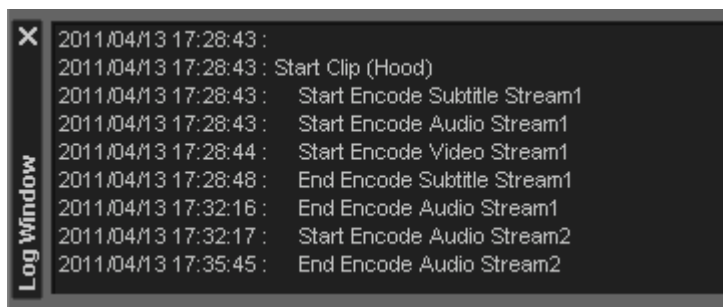 Log Window
2011/04/13 17:28:43 :
2011/04/13 17:28:43 : Start Clip (Hood)
2011/04/13 17:28:43 : Start Encode Subtitle Stream1
2011/04/13 17:28:43 : Start Encode Audio Stream1
2011/04/13 17:28:44 : Start Encode Video Stream1
2011/04/13 17:28:48 : End Encode Subtitle Stream1
2011/04/13 17:32:16 : End Encode Audio Stream1
2011/04/13 17:32:17 : Start Encode Audio Stream2
2011/04/13 17:35:45 : End Encode Audio Stream2